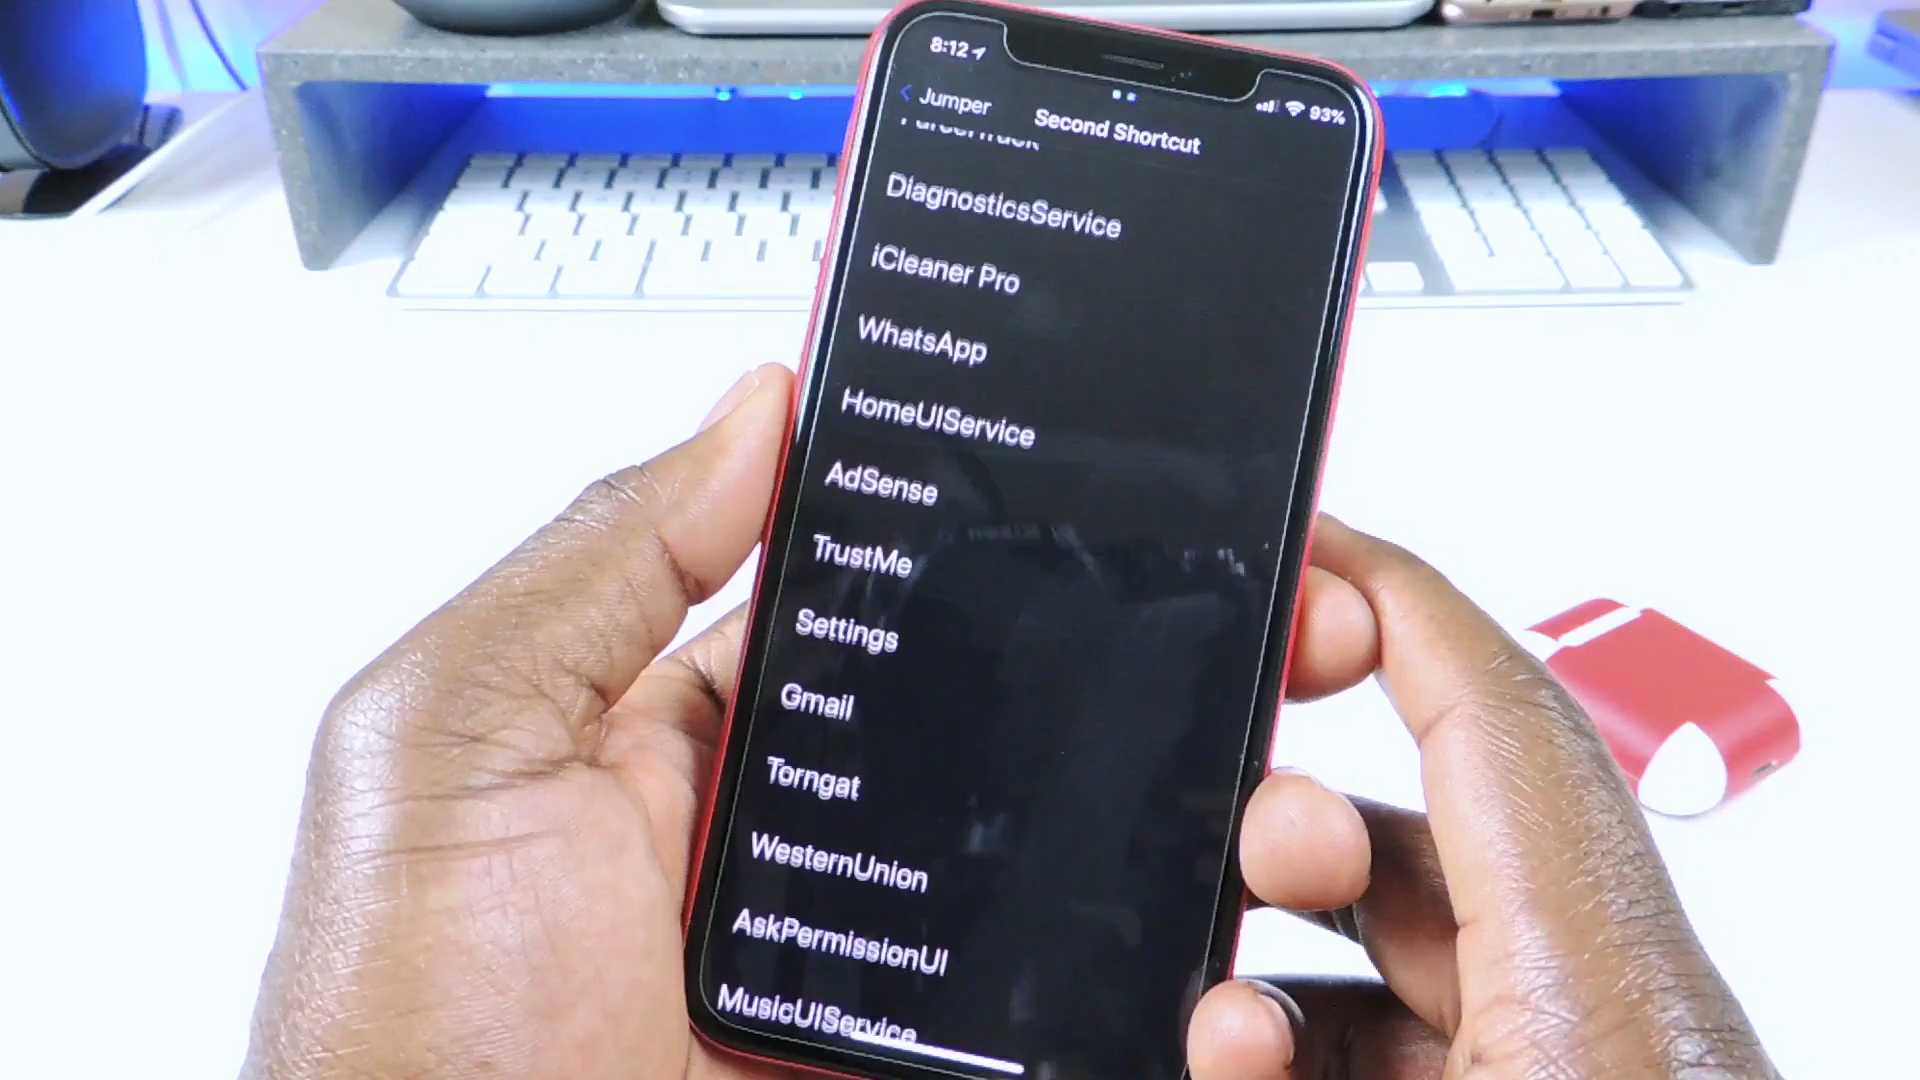 8:12
93%
Jumper
Second Shortcut
DiagnosticsService
iCleaner Pro
WhatsApp
HomeUIService
AdSense
TrustMe
Settings
Gmail
Torngat
WesternUnion
AskPermissionUI
MusicUIService